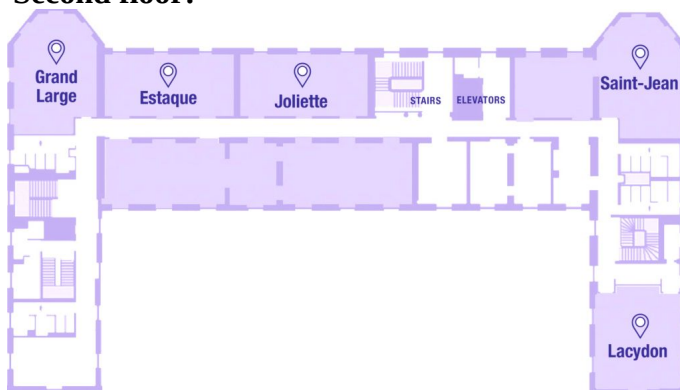 Second floor:
Grand
Large
Estaque
Joliette
STAIRS
ELEVATORS
Saint-Jean
Lacydon